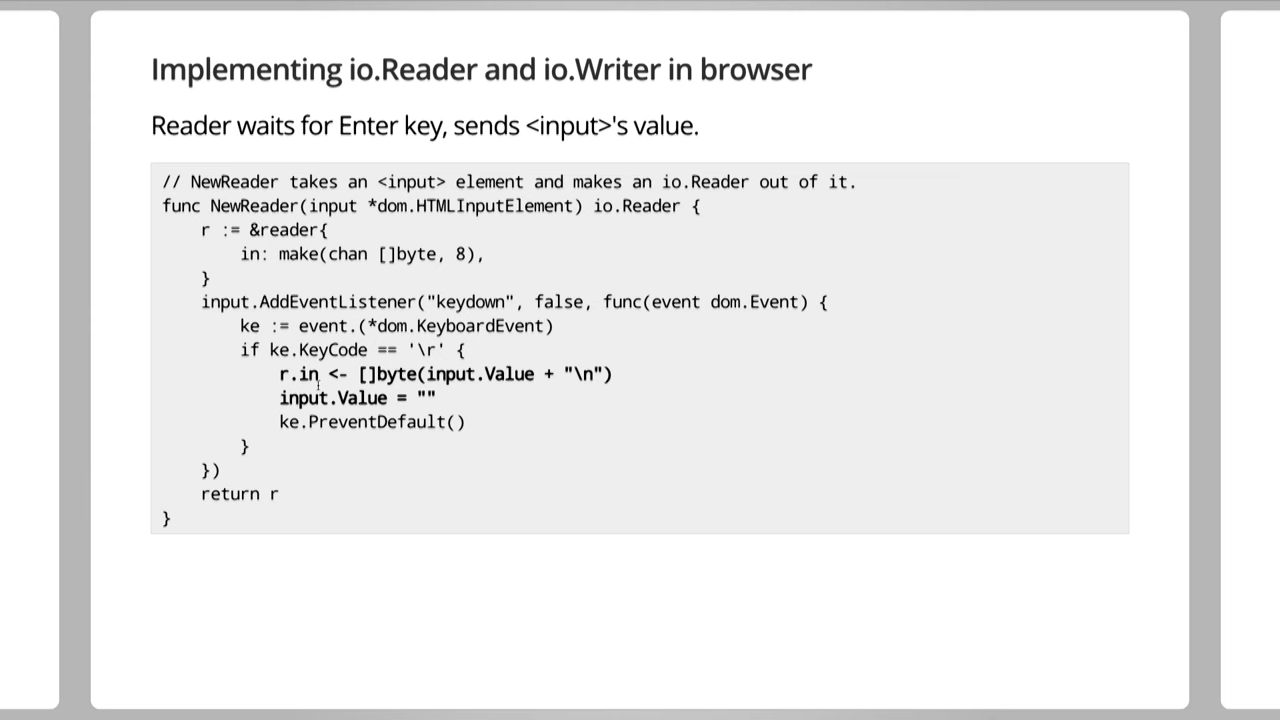 Implementing io.Reader and io.Writer in browser
Reader waits for Enter key, sends <input>'s value.
// NewReader takes an <input> element and makes an io.Reader out of it.
func NewReader(input *dom.HTMLInputElement) io.Reader {
    r := &reader{
        in: make(chan []byte, 8),
    }
    input.AddEventListener("keydown", false, func(event dom.Event) {
        ke := event.(*dom.KeyboardEvent)
        if ke.KeyCode == '\r' {
            r.in <- []byte(input.Value + "\n")
            input.Value = ""
            ke.PreventDefault()
        }
    })
    return r
}